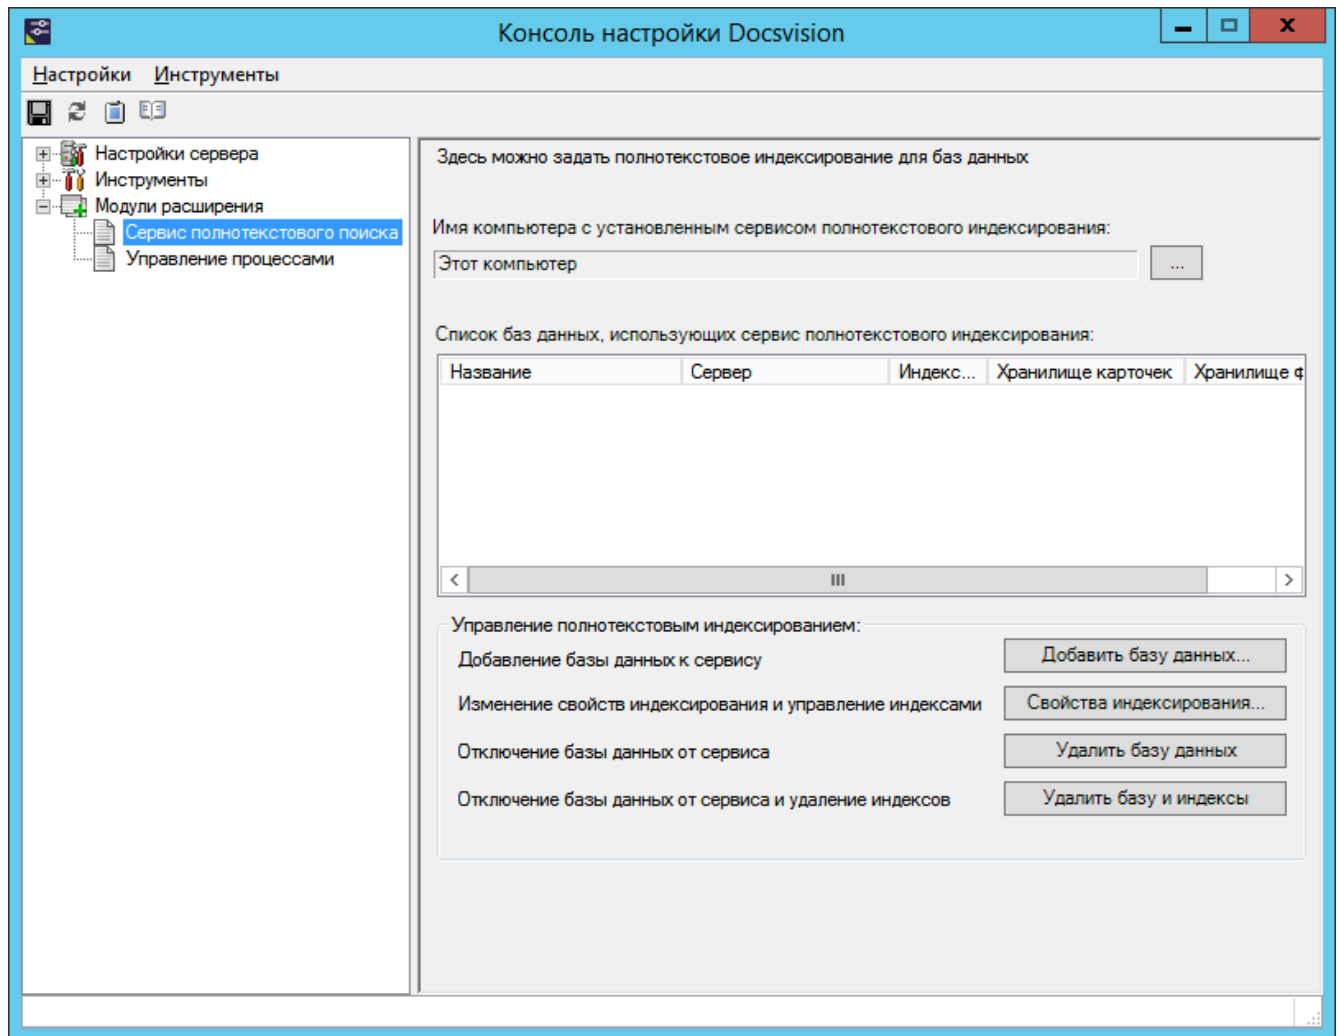 Консоль настройки Docsvision
Настройки Инструменты
Настройки сервера
Инструменты
Модули расширения
Сервис полнотекстового поиска
Управление процессами
Здесь можно задать полнотекстовое индексирование для баз данных
Имя компьютера с установленным сервисом полнотекстового индексирования:
Этот компьютер ...
Список баз данных, использующих сервис полнотекстового индексирования:
Название Сервер Индекс... Хранилище карточек Хранилище ф
Управление полнотекстовым индексированием:
Добавление базы данных к сервису Добавить базу данных...
Изменение свойств индексирования и управление индексами Свойства индексирования...
Отключение базы данных от сервиса Удалить базу данных
Отключение базы данных от сервиса и удаление индексов Удалить базу и индексы